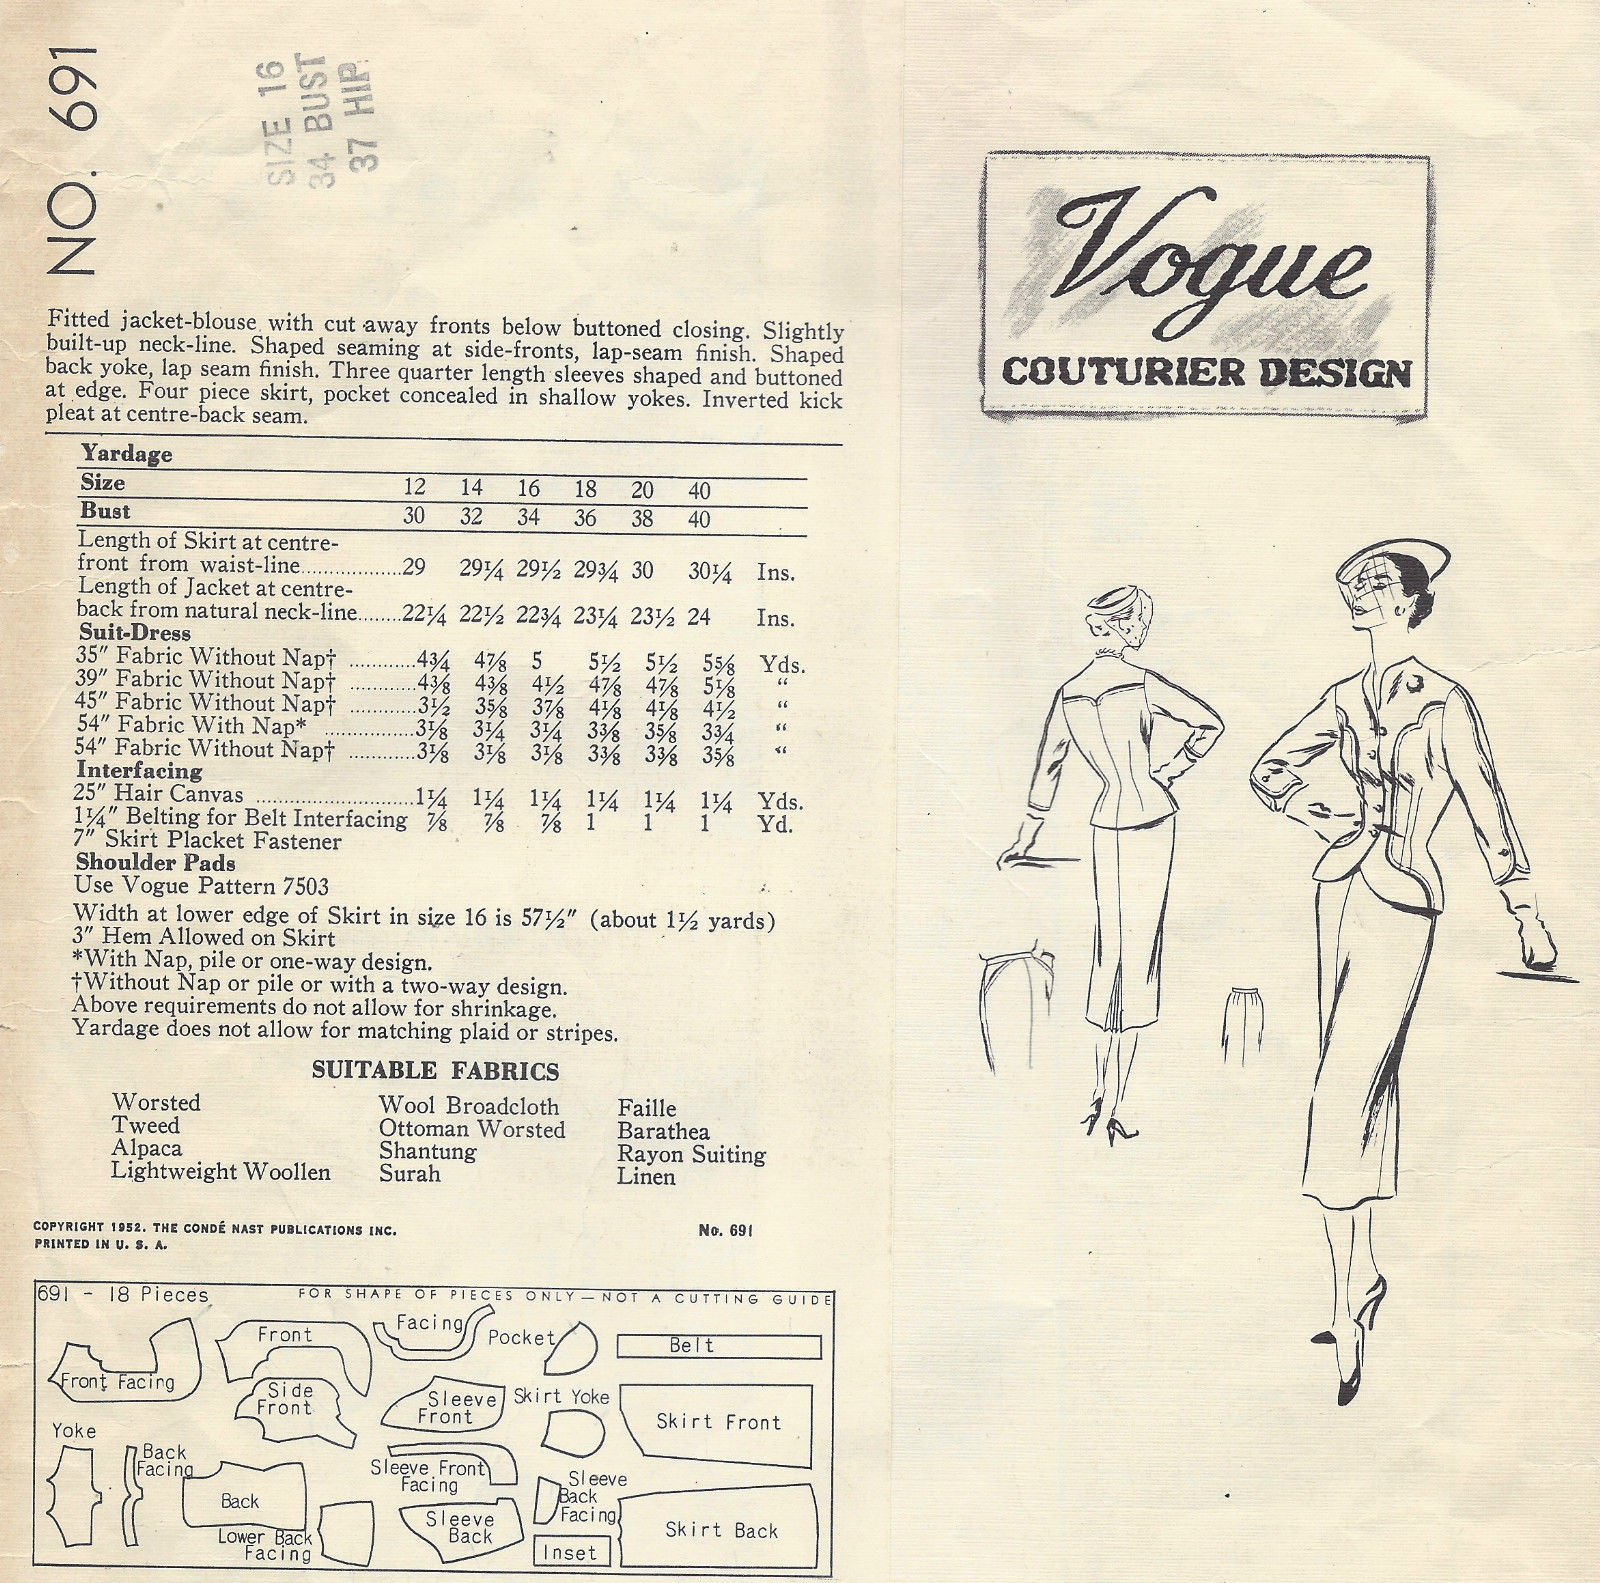 NO. 691
SIZE 16
34 BUST
37 HIP
Fitted jacket-blouse with cut away fronts below buttoned closing. Slightly
built-up neck-line. Shaped seaming at side-fronts, lap-seam finish. Shaped
back yoke, lap seam finish. Three quarter length sleeves shaped and buttoned
at edge. Four piece skirt, pocket concealed in shallow yokes. Inverted kick
pleat at centre-back seam.
Yardage
Size 12 14 16 18 20 40
Bust 30 32 34 36 38 40
Length of Skirt at centre-
front from waist-line..................29 29¼ 29½ 29¾ 30 30¼ Ins.
Length of Jacket at centre-
back from natural neck-line........22¼ 22½ 22¾ 23¼ 23½ 24 Ins.
Suit-Dress
35″ Fabric Without Nap† ............4¾ 4⅞ 5 5½ 5½ 5⅝ Yds.
39″ Fabric Without Nap† ............4⅜ 4⅜ 4½ 4⅞ 4⅞ 5⅛ “
45″ Fabric Without Nap† ............3½ 3⅝ 3⅞ 4⅛ 4⅛ 4½ “
54″ Fabric With Nap* ................3⅛ 3¼ 3¼ 3⅜ 3⅝ 3¾ “
54″ Fabric Without Nap† ............3⅛ 3⅛ 3⅛ 3⅜ 3⅜ 3⅝ “
Interfacing
25″ Hair Canvas ............................1¼ 1¼ 1¼ 1¼ 1¼ 1¼ Yds.
1¼″ Belting for Belt Interfacing ⅞ ⅞ ⅞ 1 1 1 Yd.
7″ Skirt Placket Fastener
Shoulder Pads
Use Vogue Pattern 7503
Width at lower edge of Skirt in size 16 is 57½″ (about 1½ yards)
3″ Hem Allowed on Skirt
*With Nap, pile or one-way design.
†Without Nap or pile or with a two-way design.
Above requirements do not allow for shrinkage.
Yardage does not allow for matching plaid or stripes.
SUITABLE FABRICS
Worsted Wool Broadcloth Faille
Tweed Ottoman Worsted Barathea
Alpaca Shantung Rayon Suiting
Lightweight Woollen Surah Linen
COPYRIGHT 1952. THE CONDÉ NAST PUBLICATIONS INC. No. 691
PRINTED IN U. S. A.
691 - 18 Pieces FOR SHAPE OF PIECES ONLY—NOT A CUTTING GUIDE
Front Facing
Front
Facing
Pocket
Belt
Side
Front
Sleeve
Front
Skirt Yoke
Skirt Front
Yoke
Back
Facing
Back
Lower Back
Facing
Sleeve Front
Facing
Sleeve
Back
Sleeve
Back
Facing
Inset
Skirt Back
Vogue
COUTURIER DESIGN